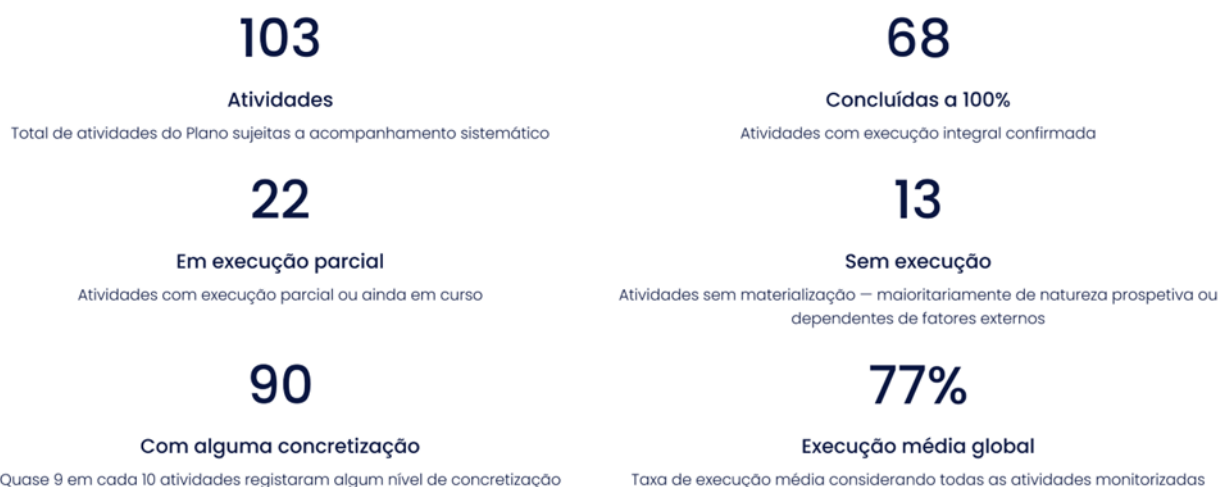 103
Atividades
Total de atividades do Plano sujeitas a acompanhamento sistemático
68
Concluídas a 100%
Atividades com execução integral confirmada
22
Em execução parcial
Atividades com execução parcial ou ainda em curso
13
Sem execução
Atividades sem materialização — maioritariamente de natureza prospetiva ou
dependentes de fatores externos
90
Com alguma concretização
Quase 9 em cada 10 atividades registaram algum nível de concretização
77%
Execução média global
Taxa de execução média considerando todas as atividades monitorizadas